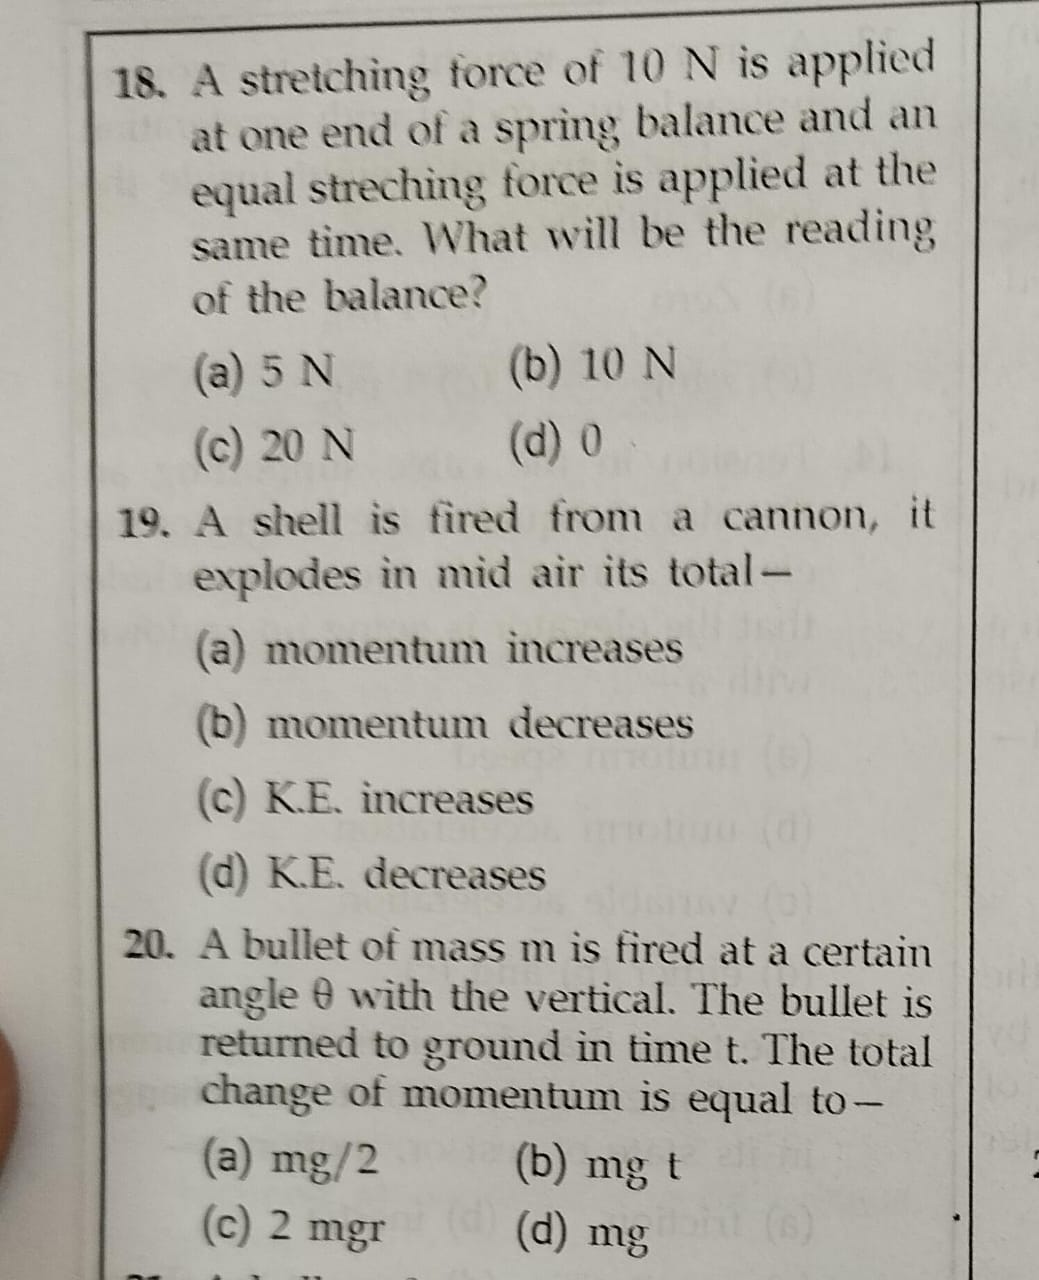 18. A stretching force of 10 N is applied
at one end of a spring balance and an
equal streching force is applied at the
same time. What will be the reading
of the balance?
(a) 5 N (b) 10 N
(c) 20 N (d) 0
19. A shell is fired from a cannon, it
explodes in mid air its total—
(a) momentum increases
(b) momentum decreases
(c) K.E. increases
(d) K.E. decreases
20. A bullet of mass m is fired at a certain
angle θ with the vertical. The bullet is
returned to ground in time t. The total
change of momentum is equal to—
(a) mg/2 (b) mg t
(c) 2 mgr (d) mg